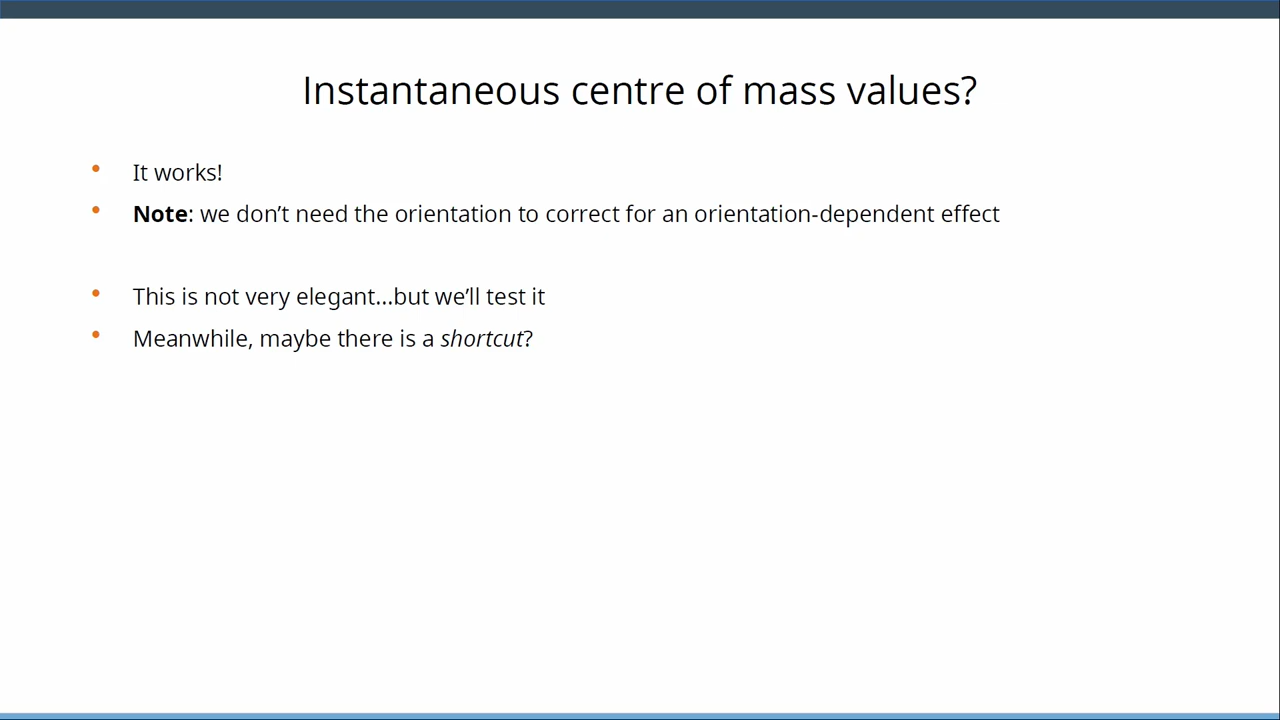 Instantaneous centre of mass values?
• It works!
• Note: we don’t need the orientation to correct for an orientation-dependent effect
• This is not very elegant...but we’ll test it
• Meanwhile, maybe there is a shortcut?